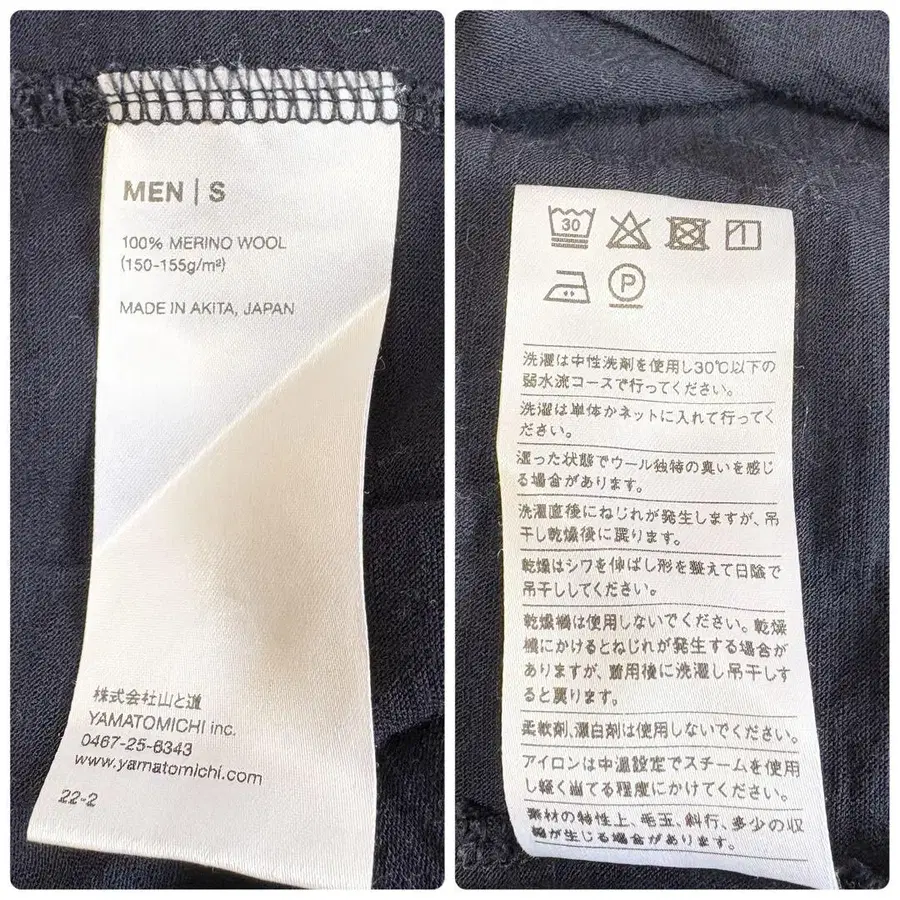 MEN | S
100% MERINO WOOL
(150-155g/m²)
MADE IN AKITA, JAPAN
株式会社山と道
YAMATOMICHI inc.
0467-25-6343
www.yamatomichi.com
22-2
30
P
洗濯は中性洗剤を使用し30℃以下の
弱水流コースで行ってください。
洗濯は単体かネットに入れて行ってく
ださい。
湿った状態でウール独特の臭いを感じ
る場合があります。
洗濯直後にねじれが発生しますが、吊
干し乾燥後に戻ります。
乾燥はシワを伸ばし形を整えて日陰で
吊干ししてください。
乾燥機は使用しないでください。乾燥
機にかけるとねじれが発生する場合が
ありますが、着用後に洗濯し吊干しす
ると戻ります。
柔軟剤、漂白剤は使用しないでください。
アイロンは中温設定でスチームを使用
し軽く当てる程度にかけてください。
素材の特性上、毛玉、斜行、多少の収
縮が生じる場合があります。